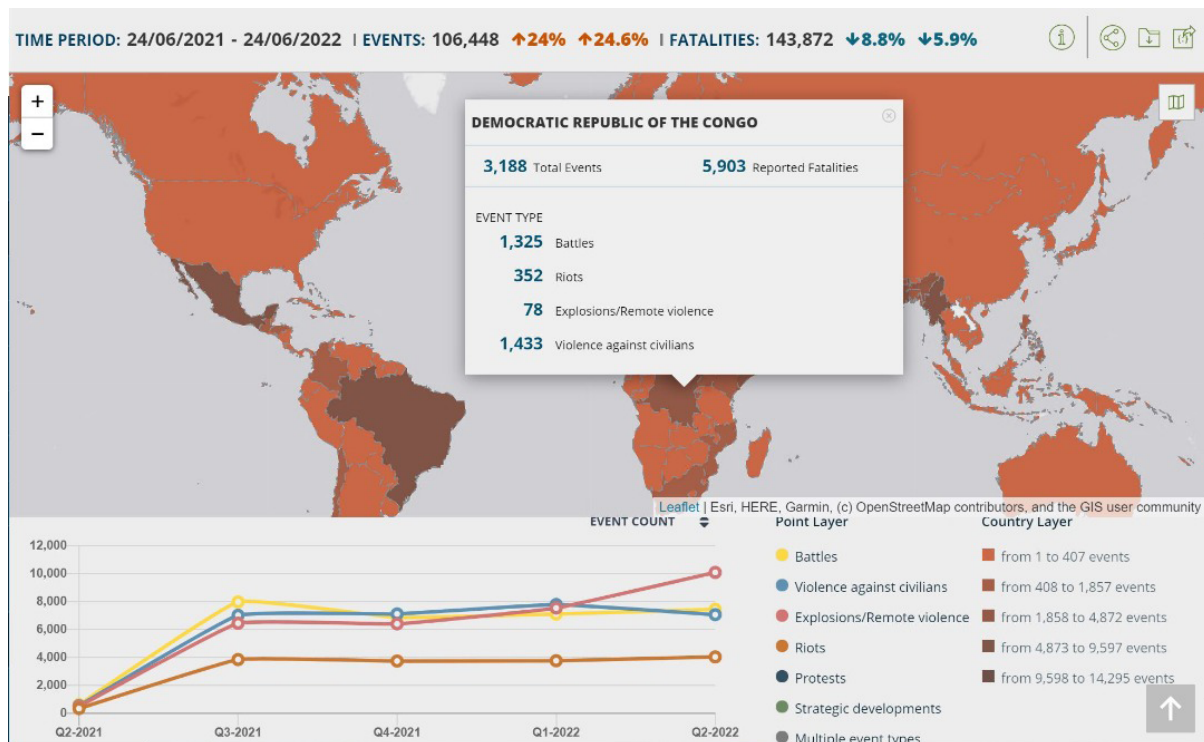 TIME PERIOD: 24/06/2021 - 24/06/2022 | EVENTS: 106,448 ↑24% ↑24.6% | FATALITIES: 143,872 ↓8.8% ↓5.9%
+
−
DEMOCRATIC REPUBLIC OF THE CONGO
3,188 Total Events 5,903 Reported Fatalities
EVENT TYPE
1,325 Battles
352 Riots
78 Explosions/Remote violence
1,433 Violence against civilians
Leaflet | Esri, HERE, Garmin, (c) OpenStreetMap contributors, and the GIS user community
EVENT COUNT
12,000
10,000
8,000
6,000
4,000
2,000
0
Q2-2021 Q3-2021 Q4-2021 Q1-2022 Q2-2022
Point Layer
Battles
Violence against civilians
Explosions/Remote violence
Riots
Protests
Strategic developments
Multiple event types
Country Layer
from 1 to 407 events
from 408 to 1,857 events
from 1,858 to 4,872 events
from 4,873 to 9,597 events
from 9,598 to 14,295 events